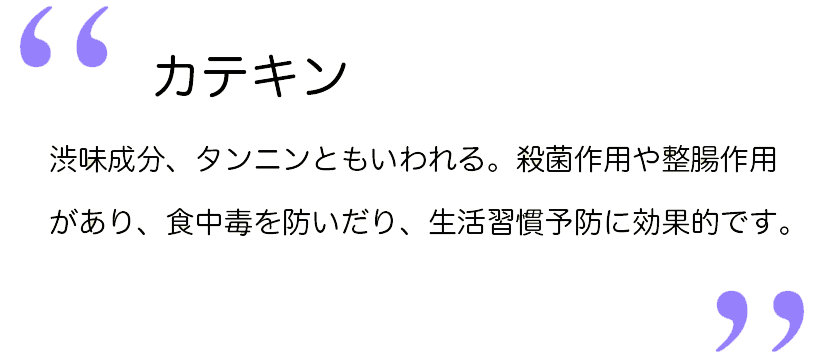 カテキン
渋味成分、タンニンともいわれる。殺菌作用や整腸作用
があり、食中毒を防いだり、生活習慣予防に効果的です。